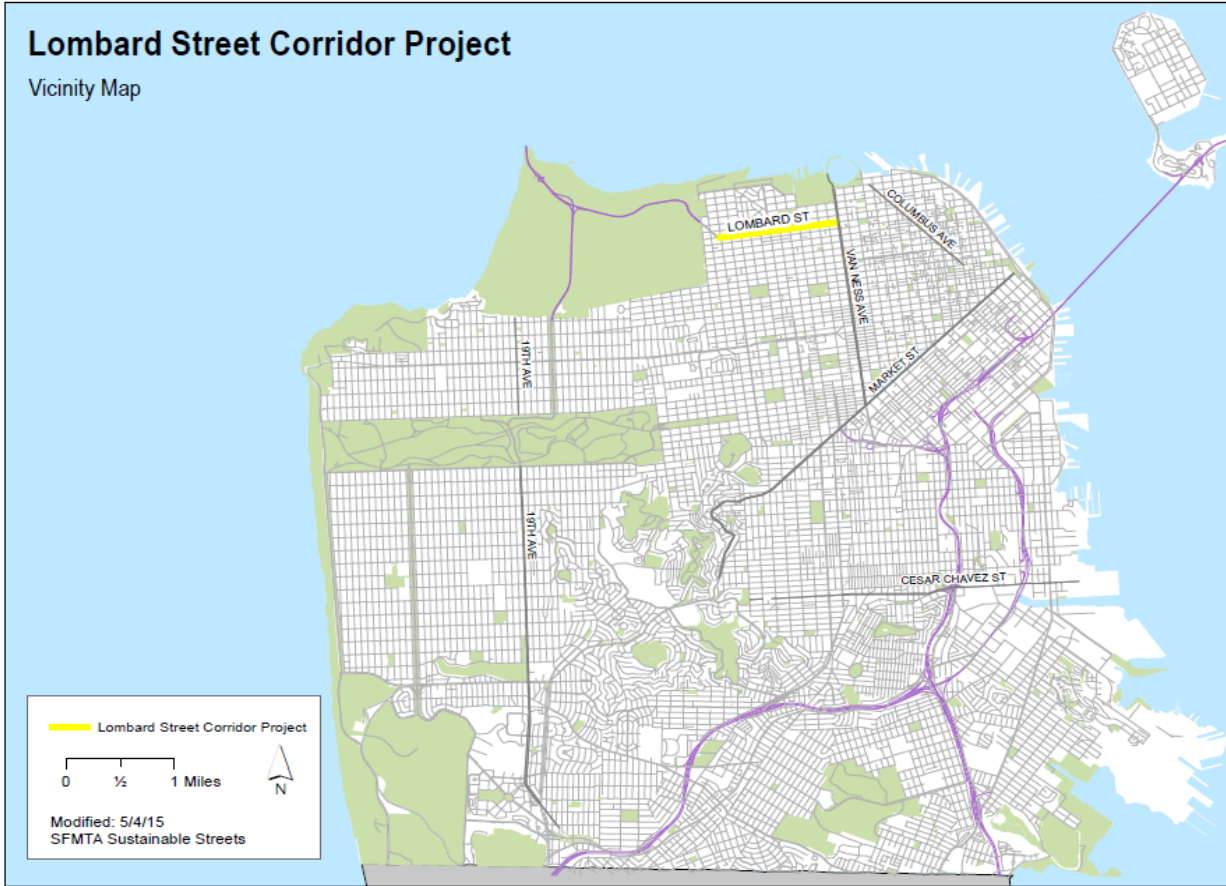 Lombard Street Corridor Project
Vicinity Map
LOMBARD ST
COLUMBUS AVE
VAN NESS AVE
MARKET ST
19TH AVE
19TH AVE
CESAR CHAVEZ ST
Lombard Street Corridor Project
0 ½ 1 Miles
N
Modified: 5/4/15
SFMTA Sustainable Streets